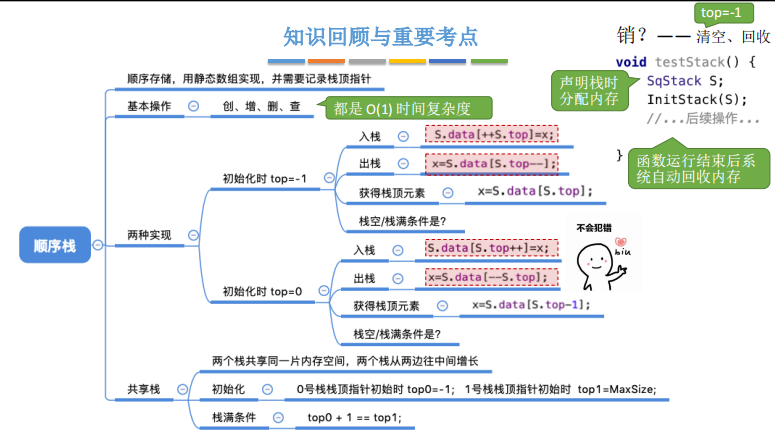 知识回顾与重要考点
top=-1
销？—— 清空、回收
void testStack() {
SqStack S;
InitStack(S);
//...后续操作...
}
声明栈时
分配内存
函数运行结束后系
统自动回收内存
顺序栈
顺序存储，用静态数组实现，并需要记录栈顶指针
基本操作
创、增、删、查
都是 O(1) 时间复杂度
两种实现
初始化时 top=-1
入栈
S.data[++S.top]=x;
出栈
x=S.data[S.top--];
获得栈顶元素
x=S.data[S.top];
栈空/栈满条件是?
初始化时 top=0
入栈
S.data[S.top++]=x;
出栈
x=S.data[--S.top];
获得栈顶元素
x=S.data[S.top-1];
栈空/栈满条件是?
不会犯错
biu
共享栈
两个栈共享同一片内存空间，两个栈从两边往中间增长
初始化
0号栈栈顶指针初始时 top0=-1； 1号栈栈顶指针初始时 top1=MaxSize;
栈满条件
top0 + 1 == top1;